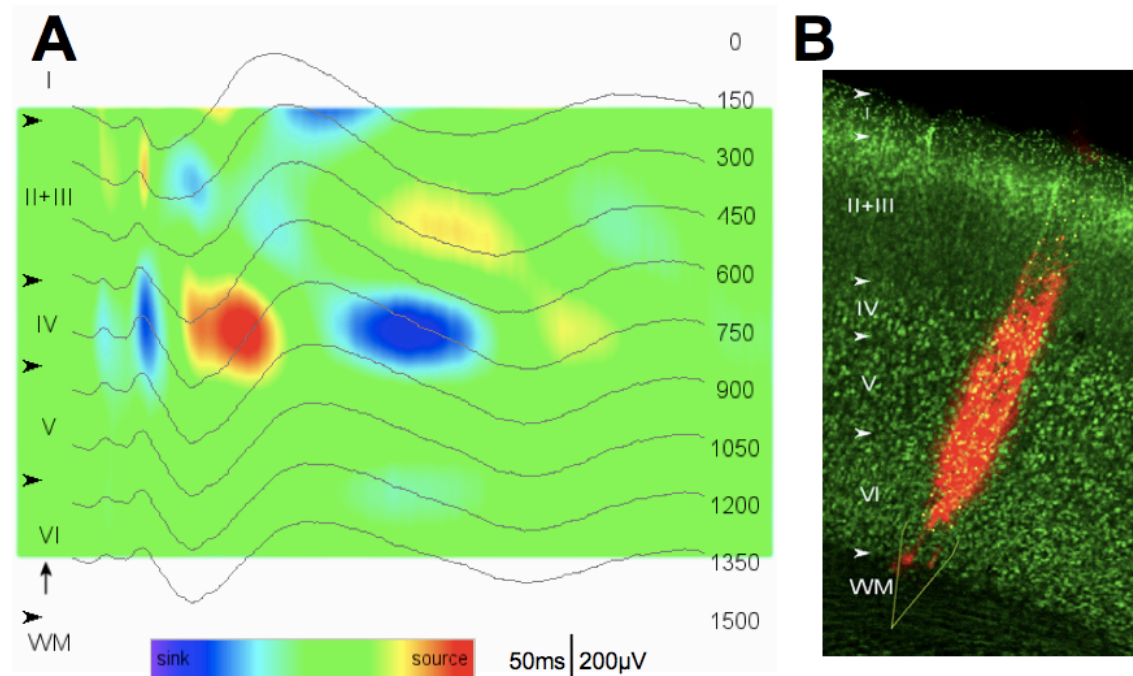 A
I
II+III
IV
V
VI
WM
0
150
300
450
600
750
900
1050
1200
1350
1500
sink
source
50ms
200µV
B
I
II+III
IV
V
VI
WM